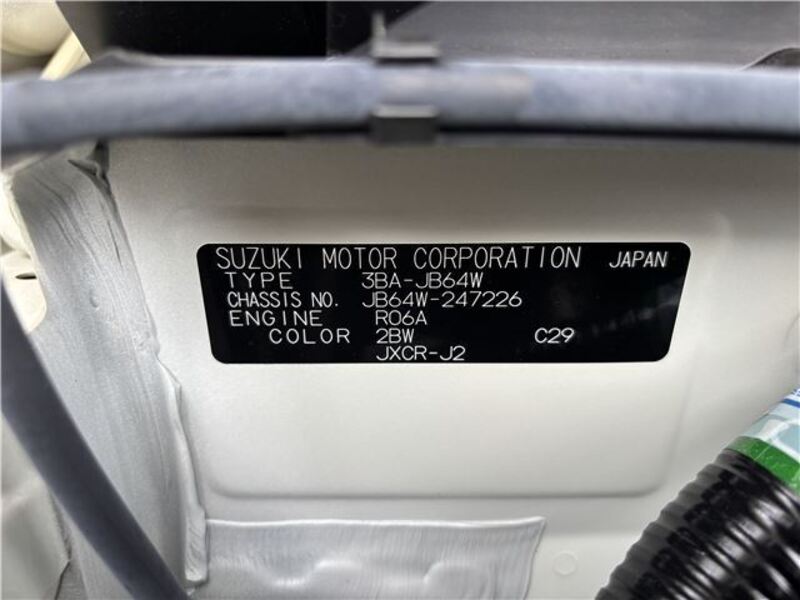 SUZUKI MOTOR CORPORATION JAPAN
TYPE 3BA-JB64W
CHASSIS NO. JB64W-247226
ENGINE R06A
COLOR 2BW C29
JXCR-J2